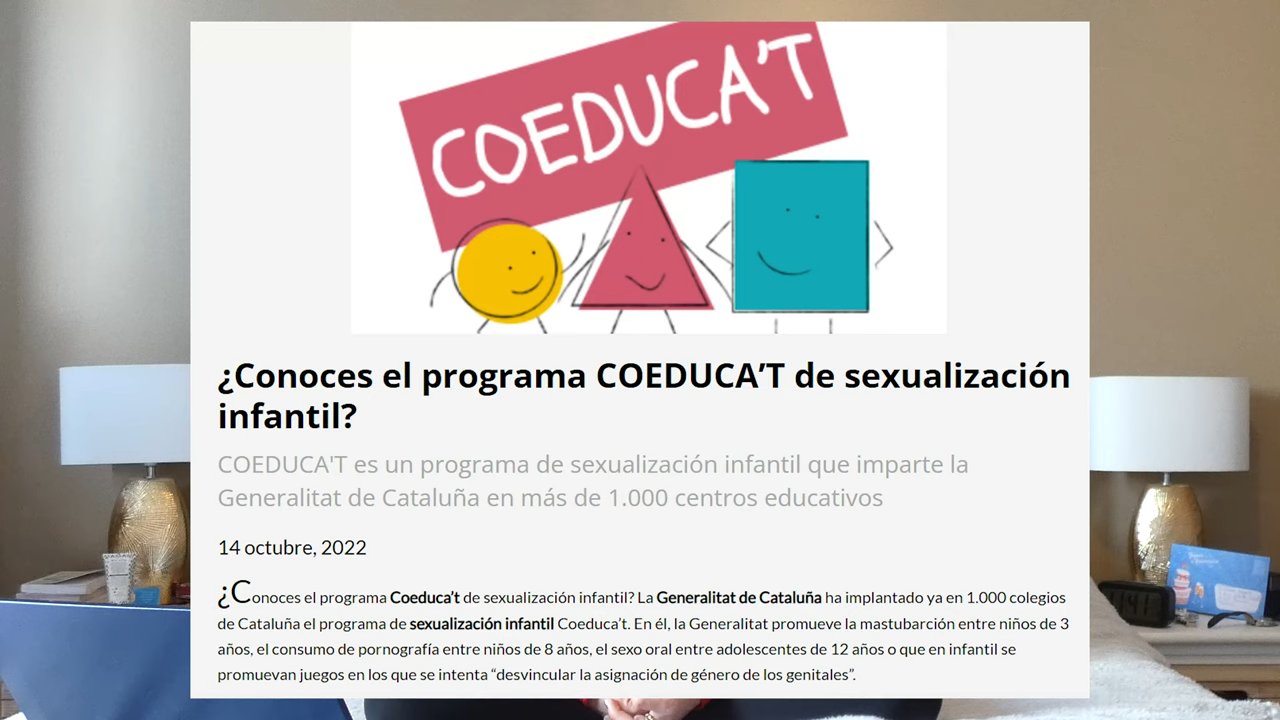 COEDUCA'T
¿Conoces el programa COEDUCA’T de sexualización
infantil?
COEDUCA'T es un programa de sexualización infantil que imparte la
Generalitat de Cataluña en más de 1.000 centros educativos
14 octubre, 2022
¿Conoces el programa Coeduca’t de sexualización infantil? La Generalitat de Cataluña ha implantado ya en 1.000 colegios
de Cataluña el programa de sexualización infantil Coeduca’t. En él, la Generalitat promueve la mastubarción entre niños de 3
años, el consumo de pornografía entre niños de 8 años, el sexo oral entre adolescentes de 12 años o que en infantil se
promuevan juegos en los que se intenta “desvincular la asignación de género de los genitales”.